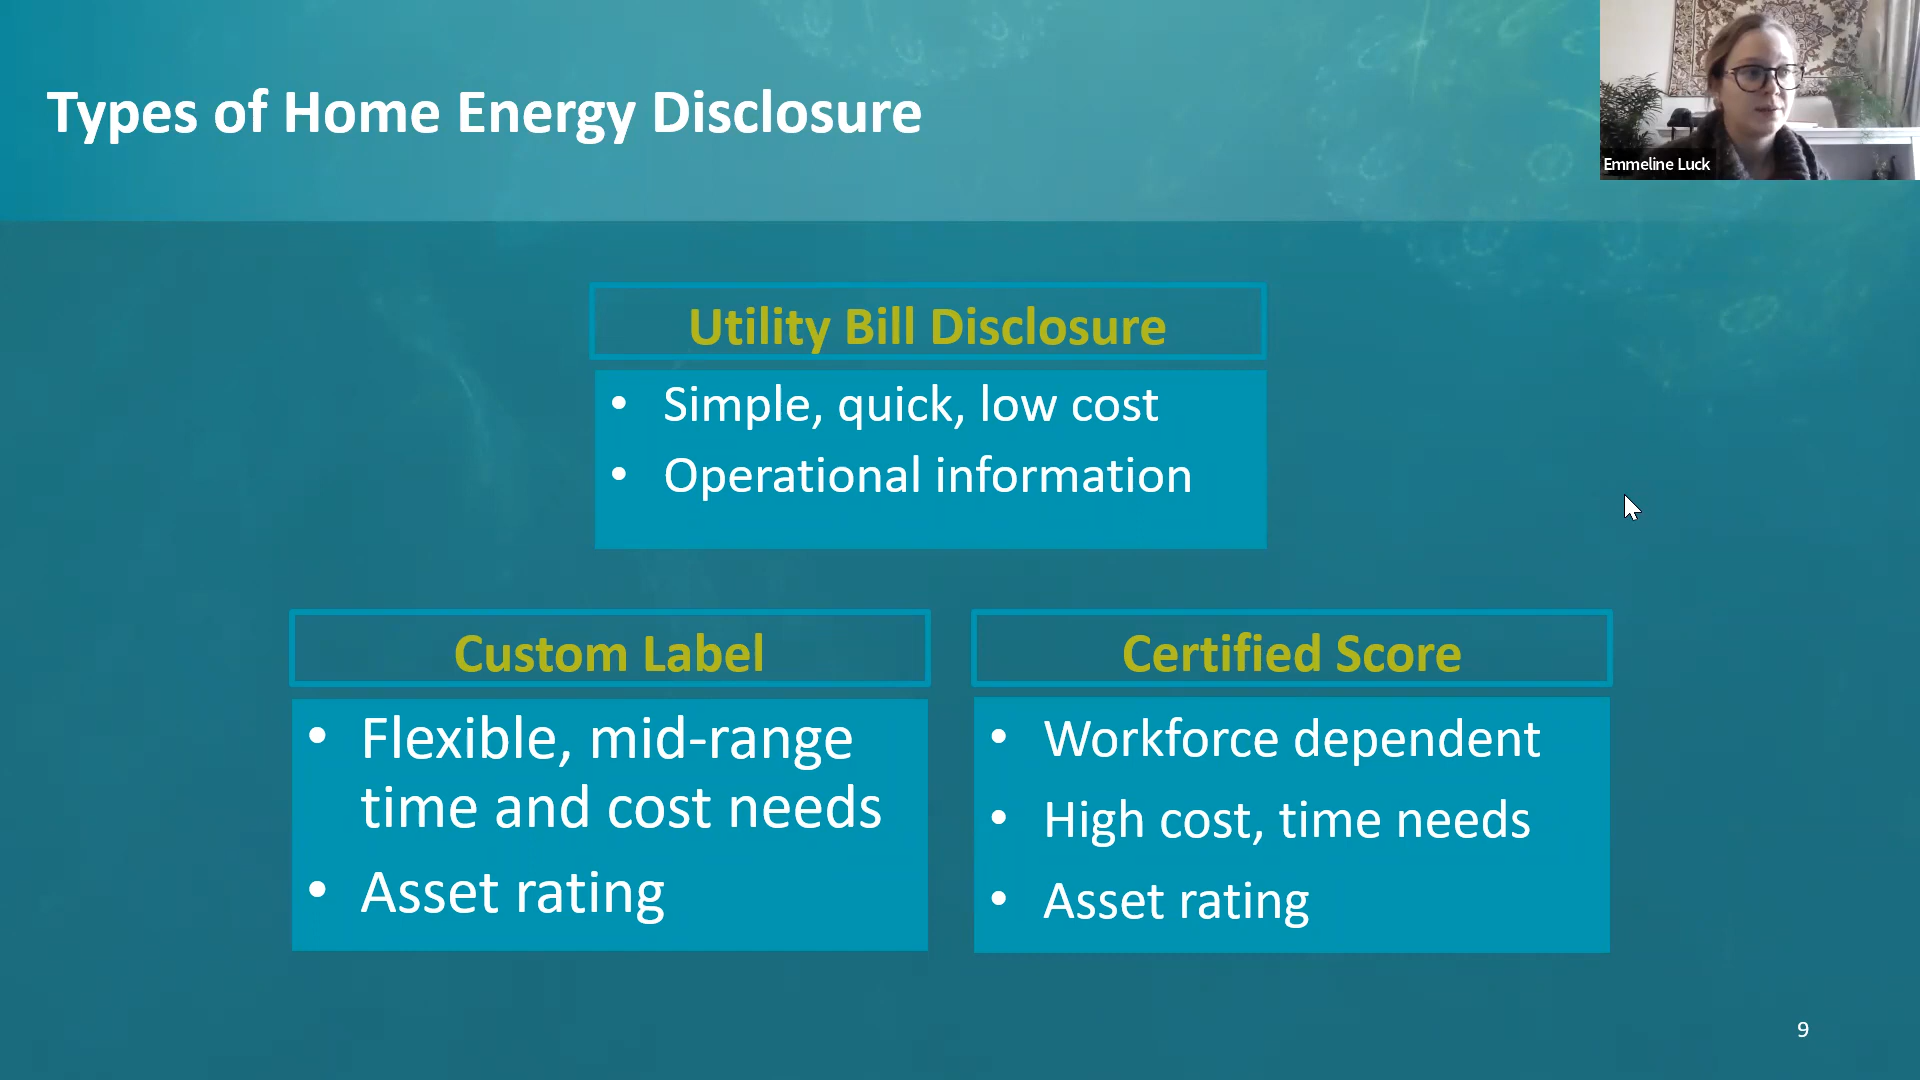 Types of Home Energy Disclosure
Emmeline Luck
Utility Bill Disclosure
• Simple, quick, low cost
• Operational information
Custom Label
• Flexible, mid-range
time and cost needs
• Asset rating
Certified Score
• Workforce dependent
• High cost, time needs
• Asset rating
9